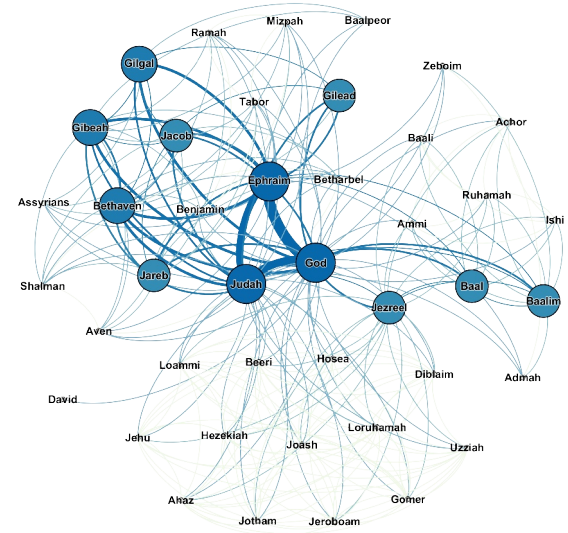 Mizpah
Baalpeor
Ramah
Gilgal
Zeboim
Gilead
Tabor
Achor
Gibeah
Jacob
Baali
Ephraim
Betharbel
Ruhamah
Assyrians
Bethaven
Benjamin
Ammi
Ishi
God
Shalman
Jareb
Judah
Baal
Baalim
Jezreel
Aven
Loammi
Beeri
Hosea
Diblaim
Admah
David
Jehu
Hezekiah
Joash
Loruhamah
Uzziah
Ahaz
Gomer
Jotham
Jeroboam